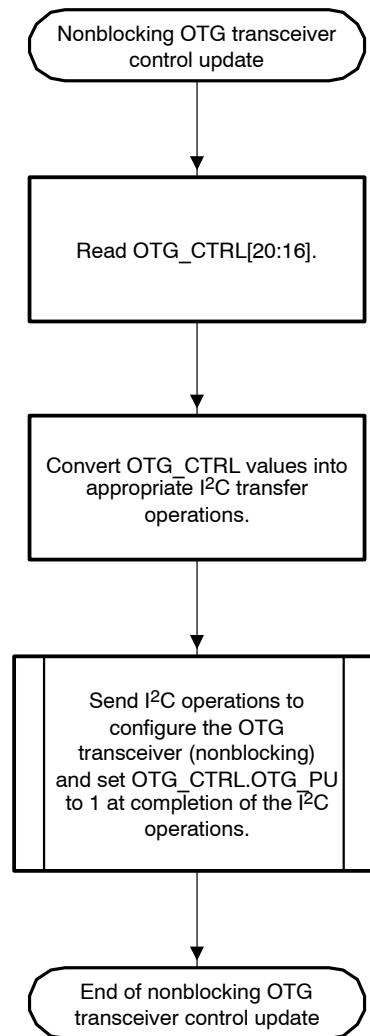 Nonblocking OTG transceiver
control update
Read OTG_CTRL[20:16].
Convert OTG_CTRL values into
appropriate I²C transfer
operations.
Send I²C operations to
configure the OTG
transceiver (nonblocking)
and set OTG_CTRL.OTG_PU
to 1 at completion of the I²C
operations.
End of nonblocking OTG
transceiver control update